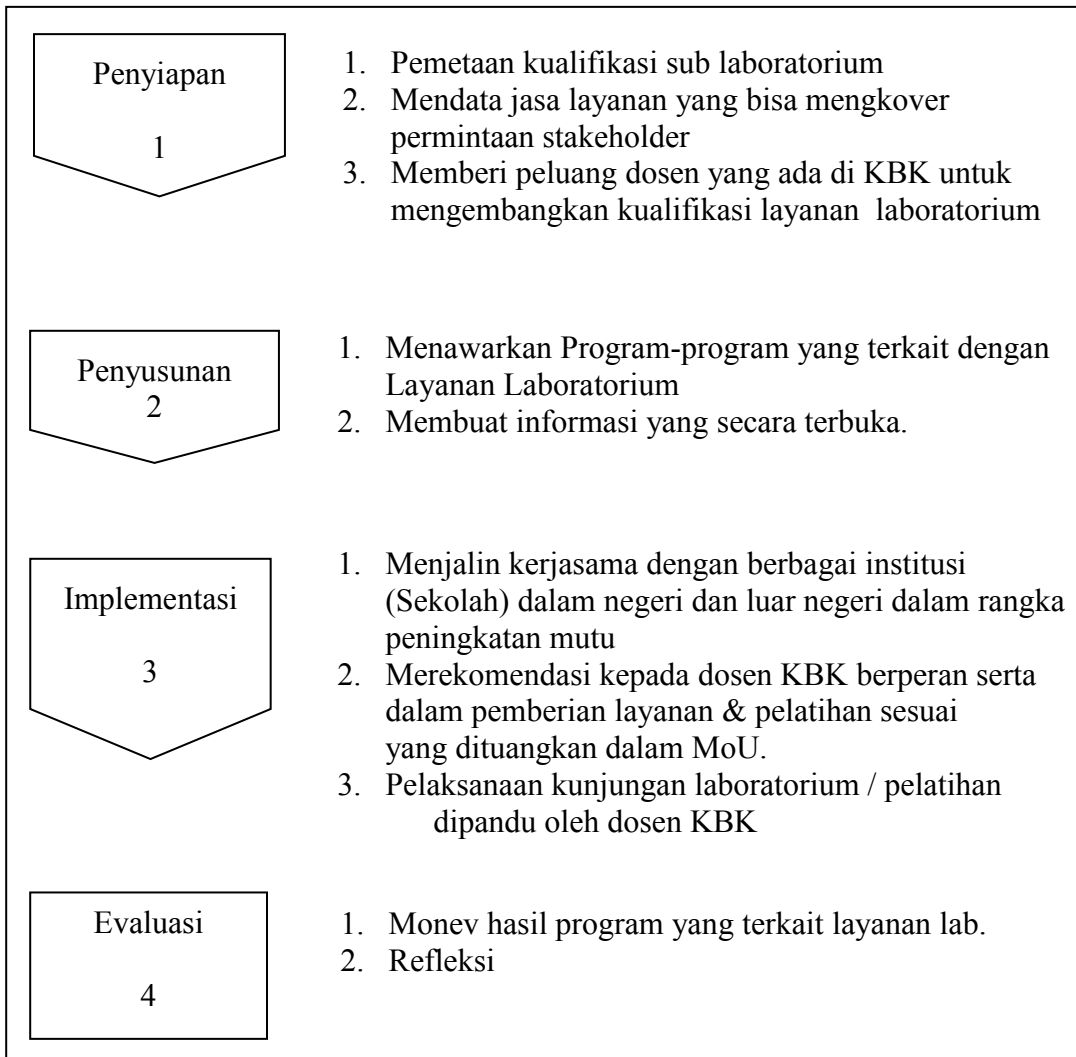 Penyiapan
1
1. Pemetaan kualifikasi sub laboratorium
2. Mendata jasa layanan yang bisa mengkover
permintaan stakeholder
3. Memberi peluang dosen yang ada di KBK untuk
mengembangkan kualifikasi layanan laboratorium
Penyusunan
2
1. Menawarkan Program-program yang terkait dengan
Layanan Laboratorium
2. Membuat informasi yang secara terbuka.
Implementasi
3
1. Menjalin kerjasama dengan berbagai institusi
(Sekolah) dalam negeri dan luar negeri dalam rangka
peningkatan mutu
2. Merekomendasi kepada dosen KBK berperan serta
dalam pemberian layanan & pelatihan sesuai
yang dituangkan dalam MoU.
3. Pelaksanaan kunjungan laboratorium / pelatihan
dipandu oleh dosen KBK
Evaluasi
4
1. Monev hasil program yang terkait layanan lab.
2. Refleksi